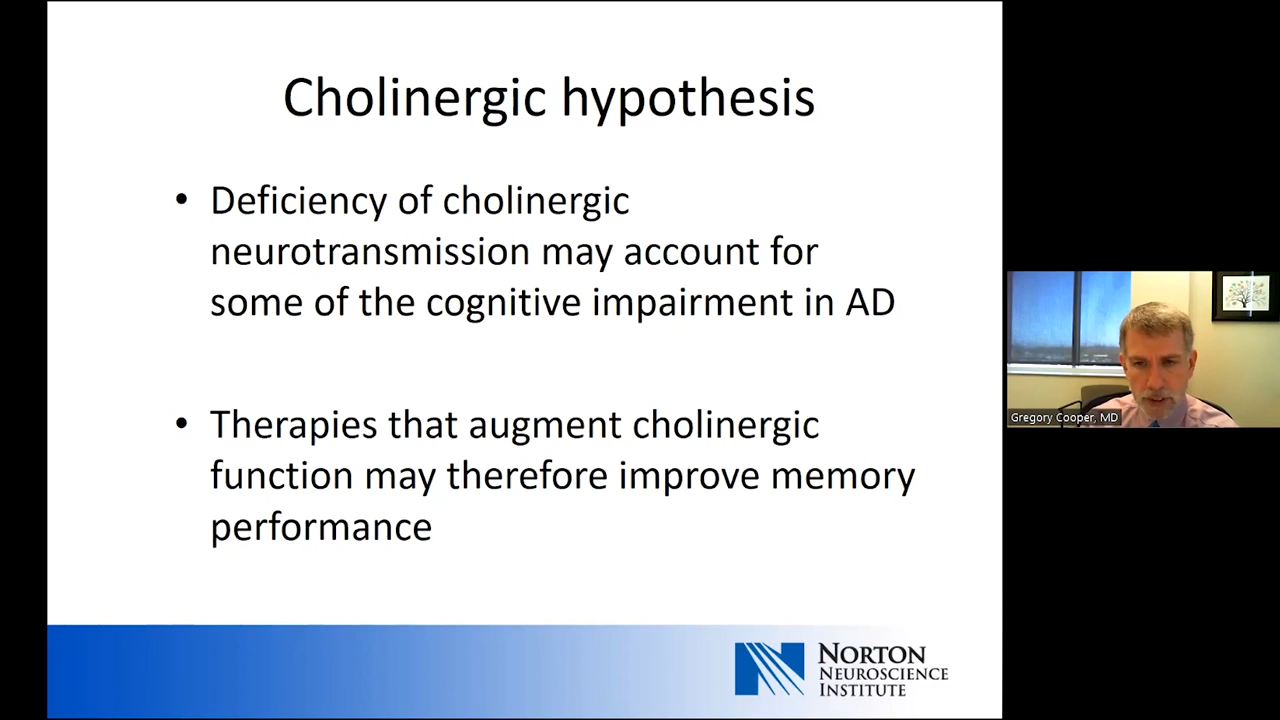 Cholinergic hypothesis
• Deficiency of cholinergic
neurotransmission may account for
some of the cognitive impairment in AD
• Therapies that augment cholinergic
function may therefore improve memory
performance
NORTON
NEUROSCIENCE
INSTITUTE
Gregory Cooper, MD